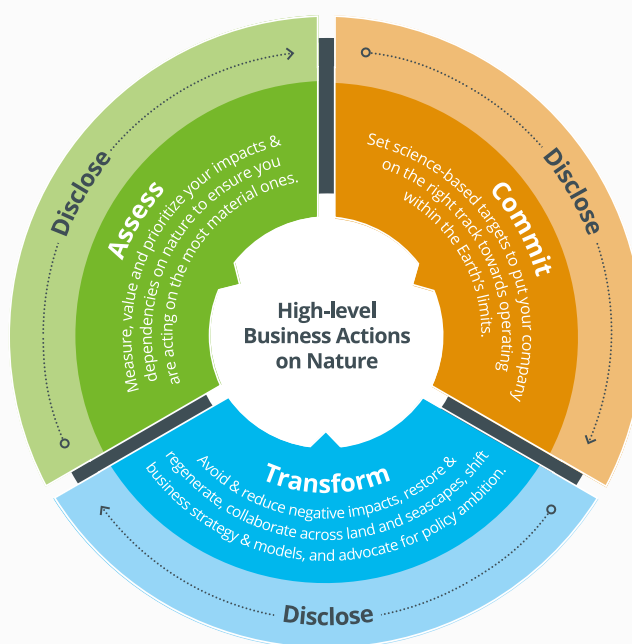 Disclose
Assess
Measure, value and prioritize your impacts &
dependencies on nature to ensure you
are acting on the most material ones.
Disclose
Commit
Set science-based targets to put your company
on the right track towards operating
within the Earth's limits.
High-level
Business Actions
on Nature
Transform
Avoid & reduce negative impacts, restore &
regenerate, collaborate across land and seascapes, shift
business strategy & models, and advocate for policy ambition.
Disclose